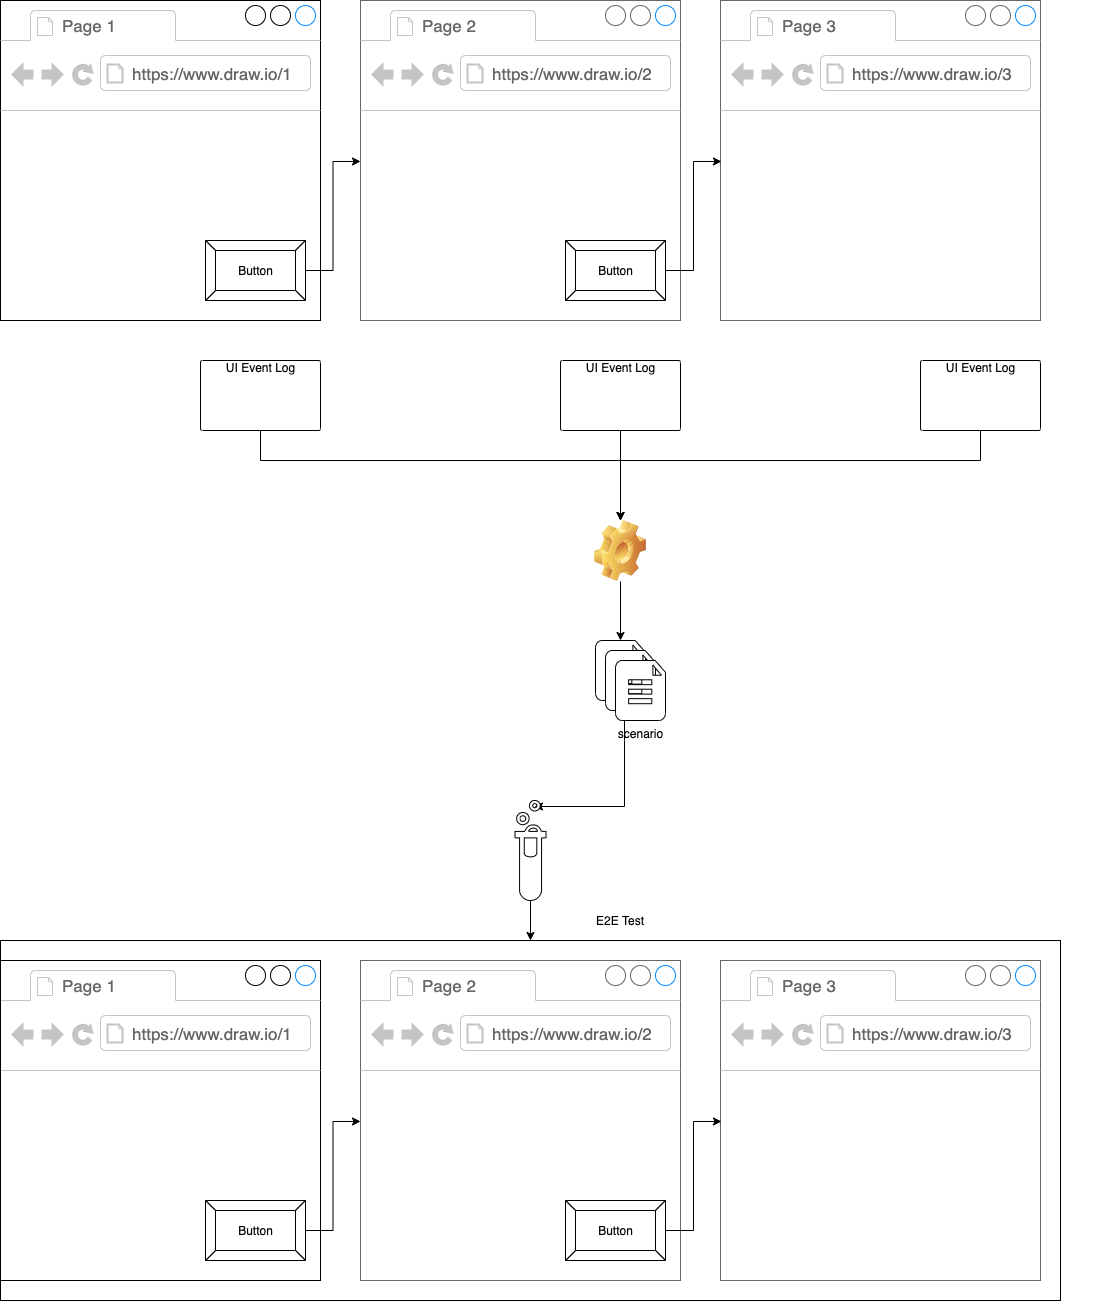 Page 1
Page 2
Page 3
https://www.draw.io/1
https://www.draw.io/2
https://www.draw.io/3
Button
Button
UI Event Log
UI Event Log
UI Event Log
scenario
E2E Test
Page 1
Page 2
Page 3
https://www.draw.io/1
https://www.draw.io/2
https://www.draw.io/3
Button
Button